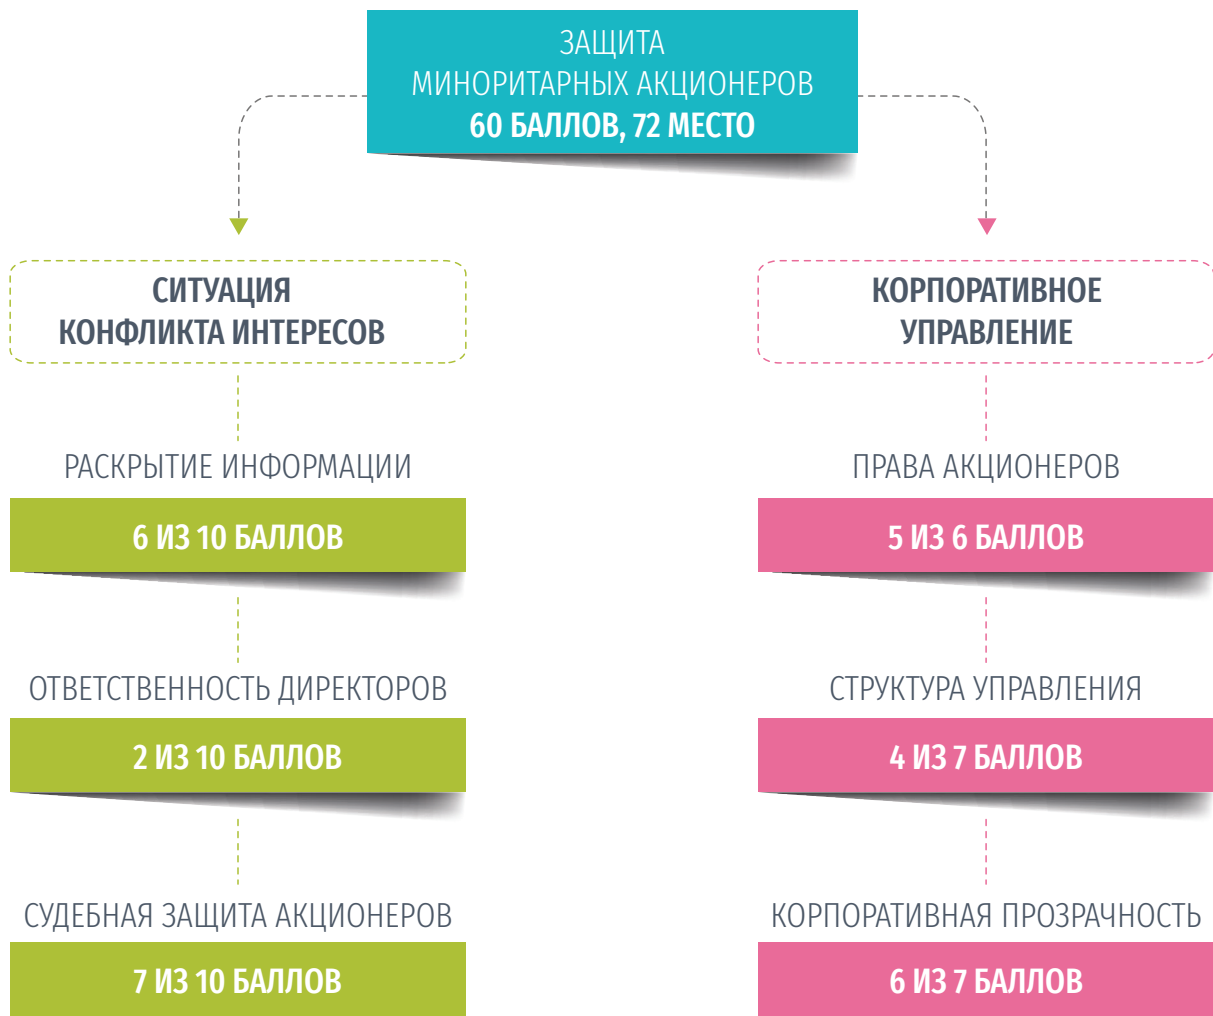 ЗАЩИТА
МИНОРИТАРНЫХ АКЦИОНЕРОВ
60 БАЛЛОВ, 72 МЕСТО
СИТУАЦИЯ
КОНФЛИКТА ИНТЕРЕСОВ
РАСКРЫТИЕ ИНФОРМАЦИИ
6 ИЗ 10 БАЛЛОВ
ОТВЕТСТВЕННОСТЬ ДИРЕКТОРОВ
2 ИЗ 10 БАЛЛОВ
СУДЕБНАЯ ЗАЩИТА АКЦИОНЕРОВ
7 ИЗ 10 БАЛЛОВ
КОРПОРАТИВНОЕ
УПРАВЛЕНИЕ
ПРАВА АКЦИОНЕРОВ
5 ИЗ 6 БАЛЛОВ
СТРУКТУРА УПРАВЛЕНИЯ
4 ИЗ 7 БАЛЛОВ
КОРПОРАТИВНАЯ ПРОЗРАЧНОСТЬ
6 ИЗ 7 БАЛЛОВ